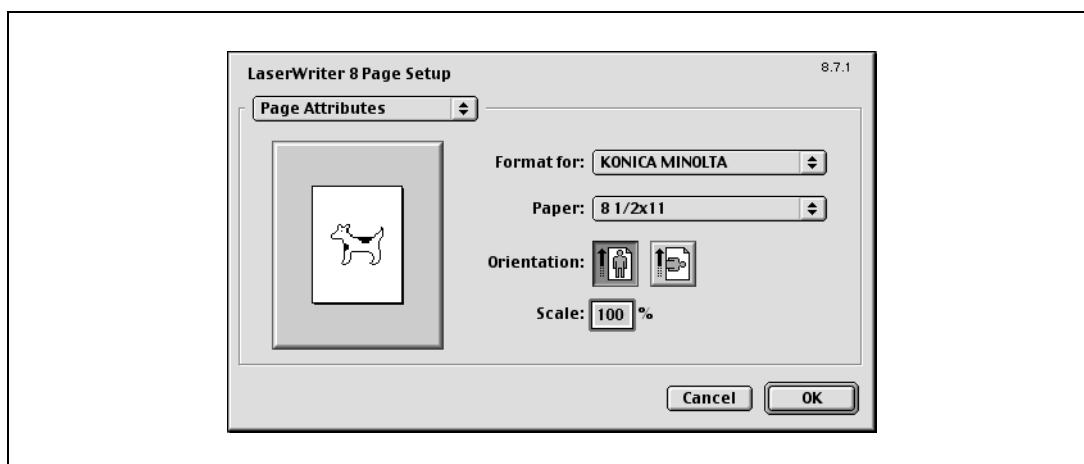 LaserWriter 8 Page Setup 8.7.1
Page Attributes
Format for: KONICA MINOLTA
Paper: 8 1/2x11
Orientation:
Scale: 100 %
Cancel OK